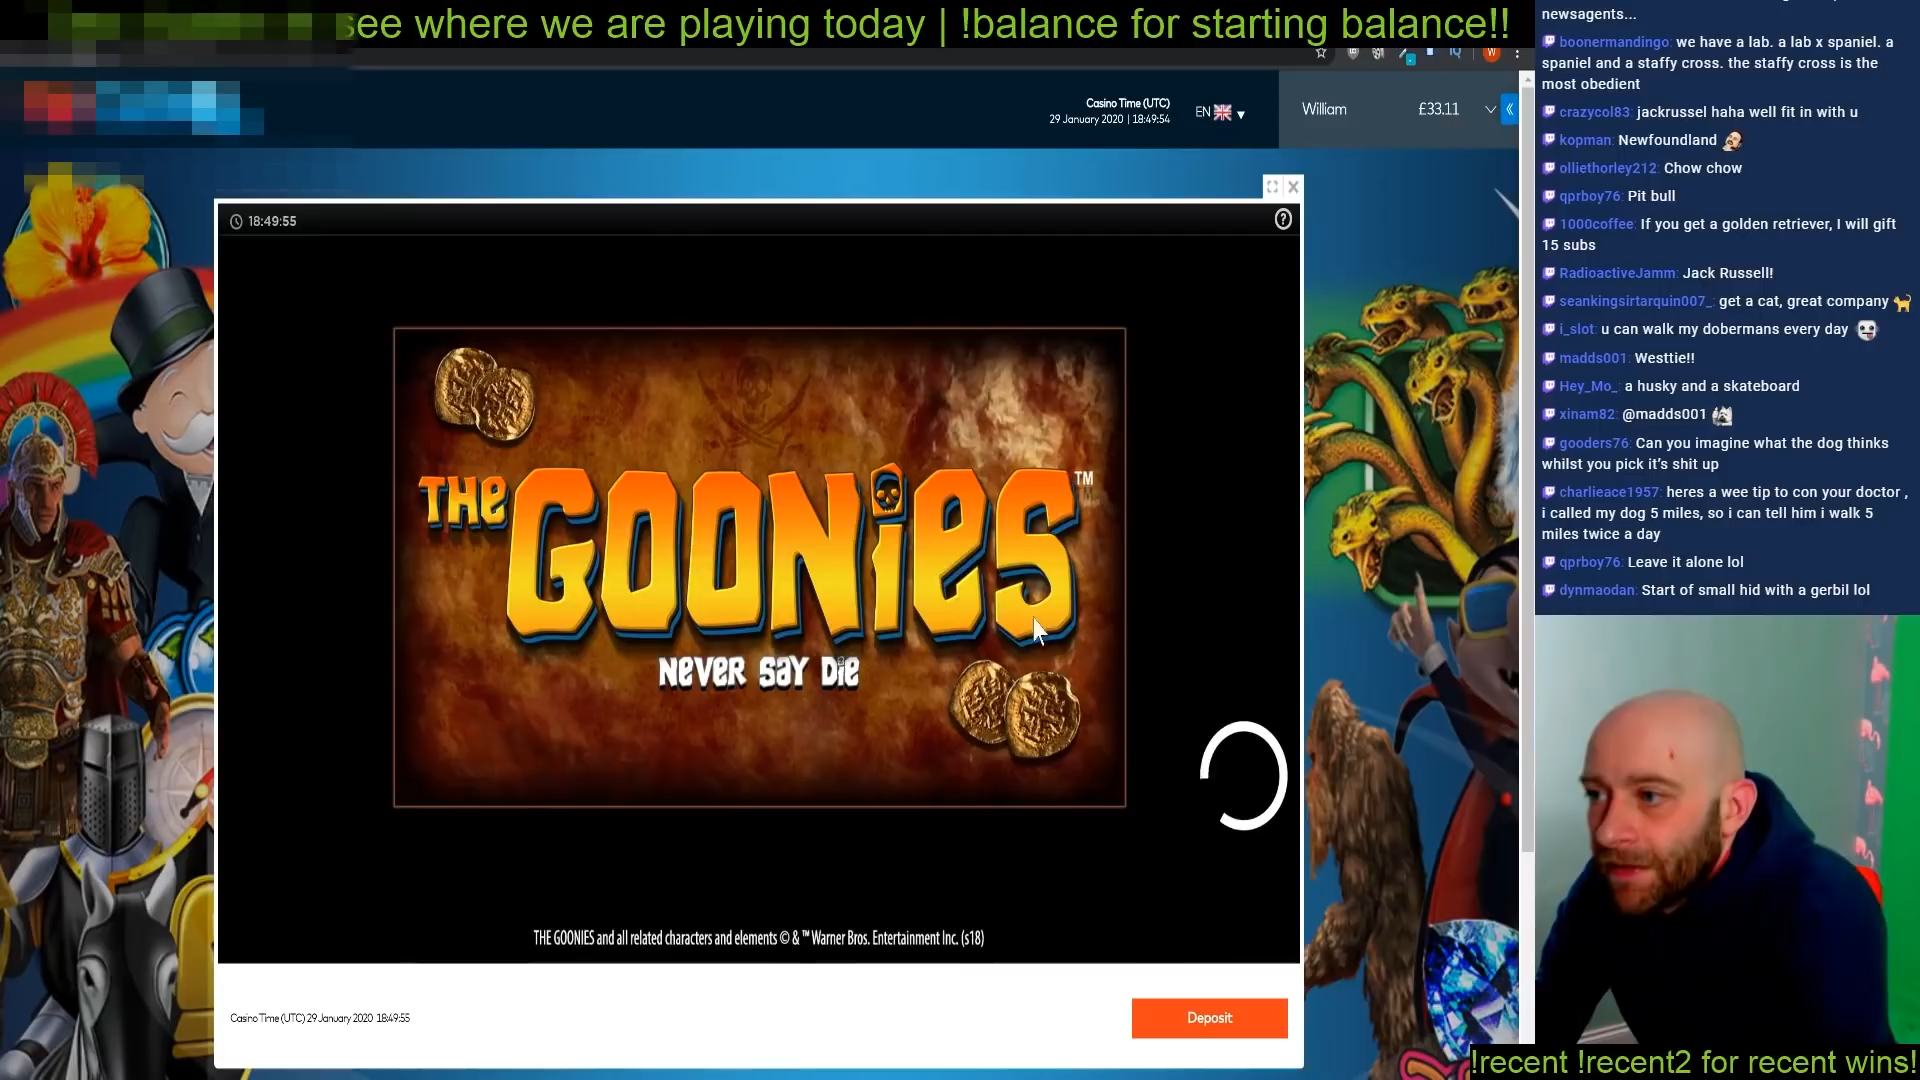 see where we are playing today | !balance for starting balance!!
Casino Time (UTC)
29 January 2020 | 18:49:54
EN
William
£33.11
18:49:55
THE GOONIES
TM
NEVER SAY DIE
THE GOONIES and all related characters and elements © & ™ Warner Bros. Entertainment Inc. (s18)
Casino Time (UTC) 29 January 2020 18:49:55
Deposit
newsagents...
boonermandingo: we have a lab. a lab x spaniel. a
spaniel and a staffy cross. the staffy cross is the
most obedient
crazycol83: jackrussel haha well fit in with u
kopman: Newfoundland
olliethorley212: Chow chow
qprboy76: Pit bull
1000coffee: If you get a golden retriever, I will gift
15 subs
RadioactiveJamm: Jack Russell!
seankingsirtarquin007_: get a cat, great company
i_slot: u can walk my dobermans every day
madds001: Westtie!!
Hey_Mo_: a husky and a skateboard
xinam82: @madds001
gooders76: Can you imagine what the dog thinks
whilst you pick it’s shit up
charlieace1957: heres a wee tip to con your doctor ,
i called my dog 5 miles, so i can tell him i walk 5
miles twice a day
qprboy76: Leave it alone lol
dynmaodan: Start of small hid with a gerbil lol
!recent !recent2 for recent wins!